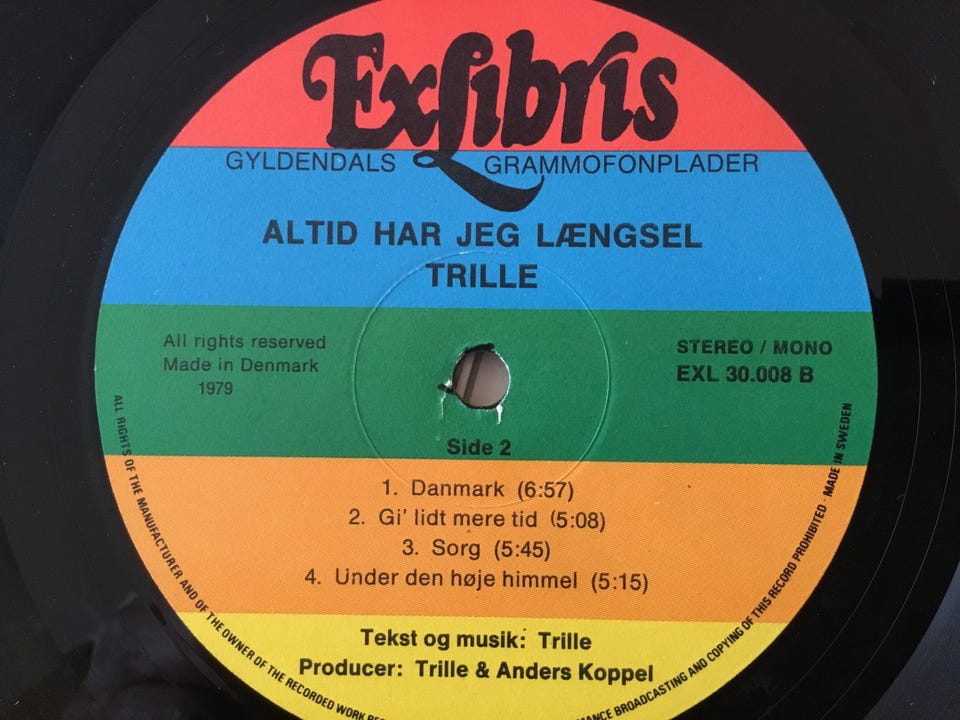 Exlibris
GYLDENDALS GRAMMOFONPLADER
ALTID HAR JEG LÆNGSEL
TRILLE
All rights reserved
Made in Denmark
1979
STEREO / MONO
EXL 30.008 B
Side 2
1. Danmark (6:57)
2. Gi' lidt mere tid (5:08)
3. Sorg (5:45)
4. Under den høje himmel (5:15)
Tekst og musik: Trille
Producer: Trille & Anders Koppel
ALL RIGHTS OF THE MANUFACTURER AND OF THE OWNER OF THE RECORDED WORK
BROADCASTING AND COPYING OF THIS RECORD PROHIBITED · MADE IN SWEDEN